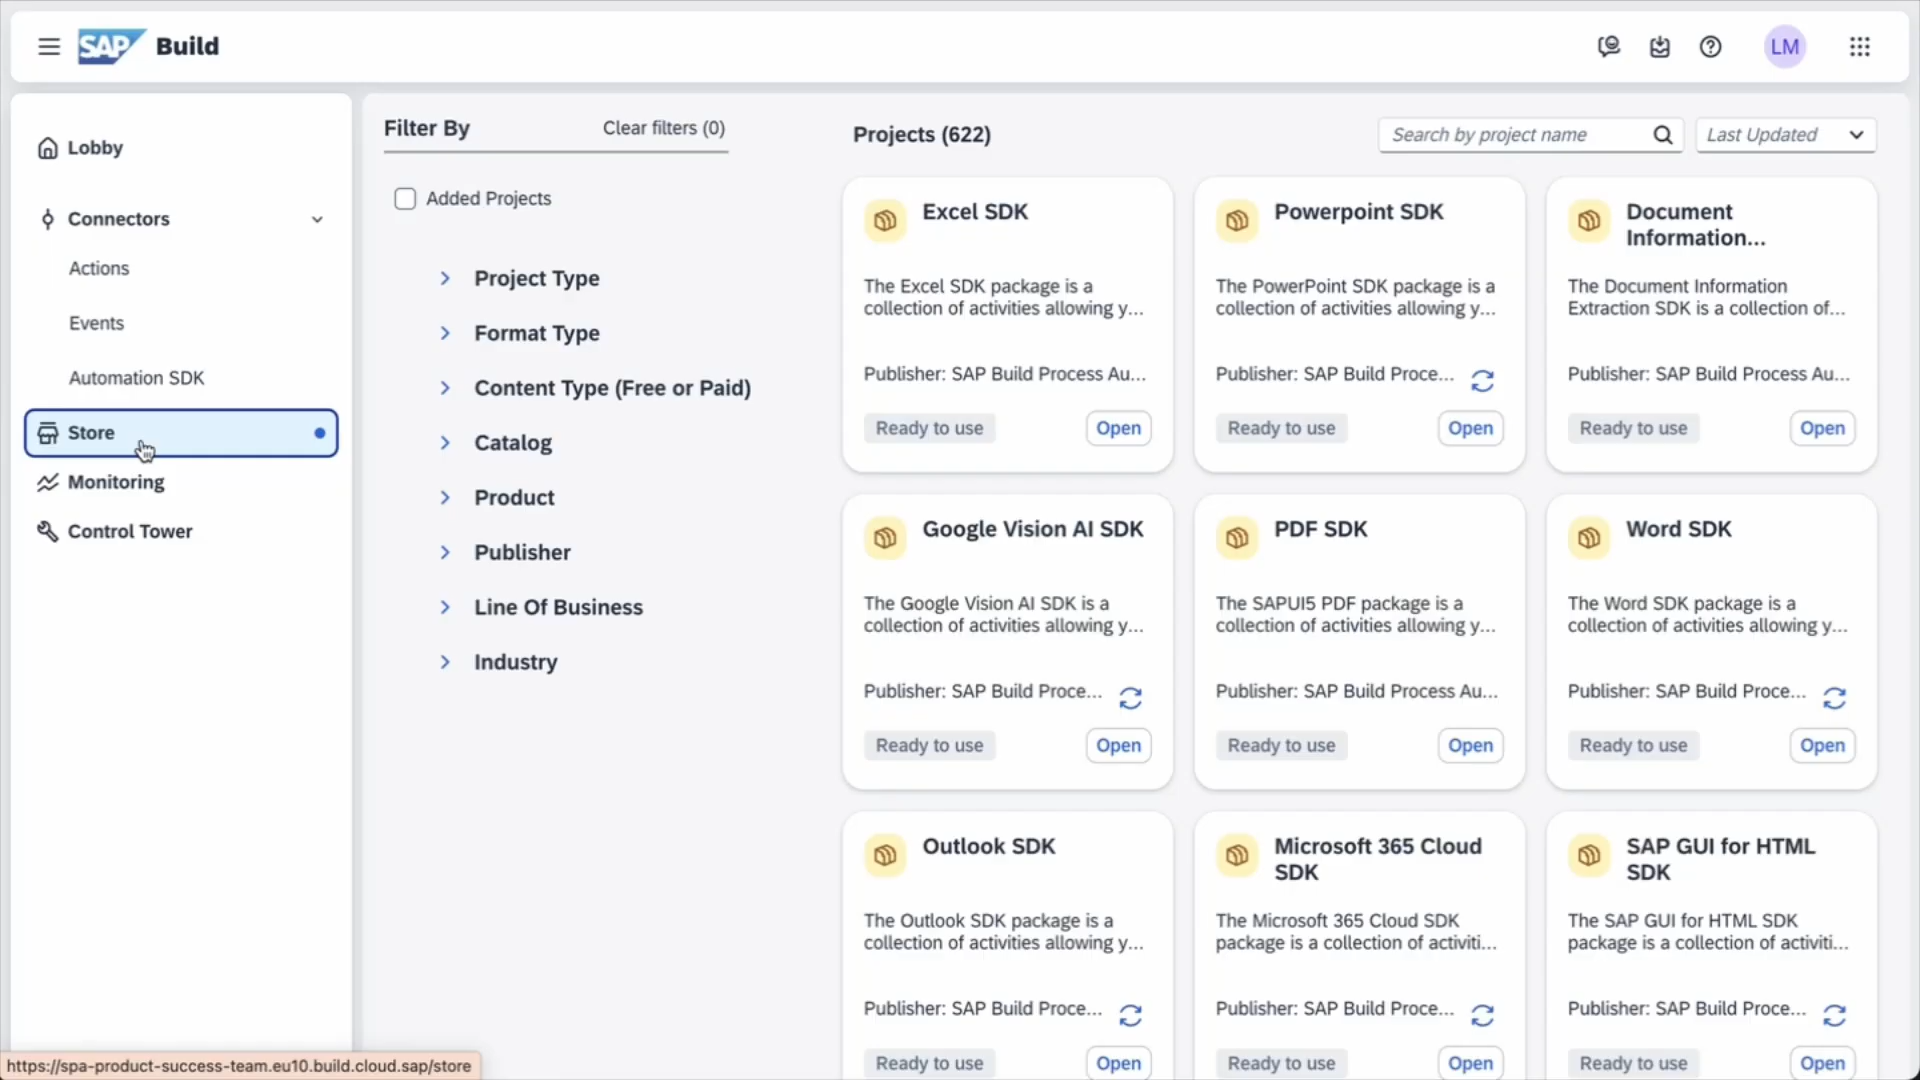 SAP Build
LM
Lobby
Connectors
Actions
Events
Automation SDK
Store
Monitoring
Control Tower
Filter By
Clear filters (0)
Added Projects
Project Type
Format Type
Content Type (Free or Paid)
Catalog
Product
Publisher
Line Of Business
Industry
Projects (622)
Search by project name
Last Updated
Excel SDK
The Excel SDK package is a
collection of activities allowing y...
Publisher: SAP Build Process Au...
Ready to use
Open
Powerpoint SDK
The PowerPoint SDK package is a
collection of activities allowing y...
Publisher: SAP Build Proce...
Ready to use
Open
Document
Information...
The Document Information
Extraction SDK is a collection of...
Publisher: SAP Build Process Au...
Ready to use
Open
Google Vision AI SDK
The Google Vision AI SDK is a
collection of activities allowing y...
Publisher: SAP Build Proce...
Ready to use
Open
PDF SDK
The SAPUI5 PDF package is a
collection of activities allowing y...
Publisher: SAP Build Process Au...
Ready to use
Open
Word SDK
The Word SDK package is a
collection of activities allowing y...
Publisher: SAP Build Proce...
Ready to use
Open
Outlook SDK
The Outlook SDK package is a
collection of activities allowing y...
Publisher: SAP Build Proce...
Ready to use
Open
Microsoft 365 Cloud
SDK
The Microsoft 365 Cloud SDK
package is a collection of activiti...
Publisher: SAP Build Proce...
Ready to use
Open
SAP GUI for HTML
SDK
The SAP GUI for HTML SDK
package is a collection of activiti...
Publisher: SAP Build Proce...
Ready to use
Open
https://spa-product-success-team.eu10.build.cloud.sap/store